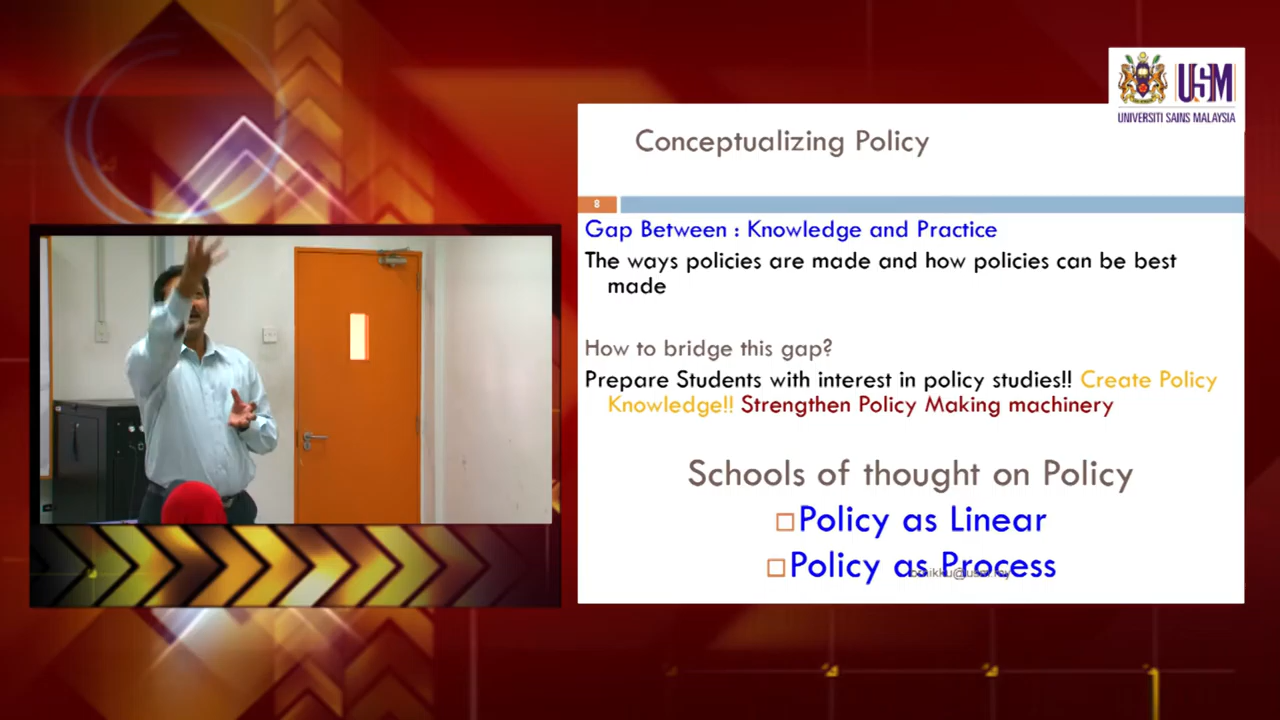 USM
UNIVERSITI SAINS MALAYSIA
Conceptualizing Policy
8
Gap Between : Knowledge and Practice
The ways policies are made and how policies can be best
made
How to bridge this gap?
Prepare Students with interest in policy studies!! Create Policy
Knowledge!! Strengthen Policy Making machinery
Schools of thought on Policy
Policy as Linear
Policy as Process